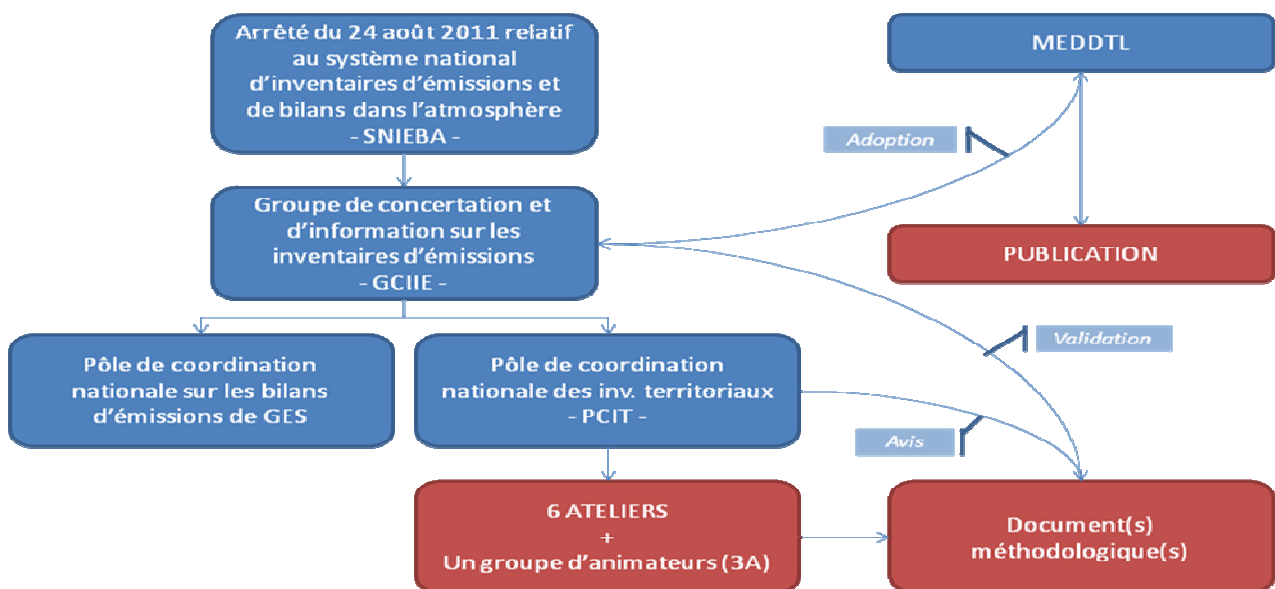 Arrêté du 24 août 2011 relatif
au système national
d'inventaires d'émissions et
de bilans dans l'atmosphère
- SNIEBA -
MEDDTL
Adoption
Groupe de concertation et
d'information sur les
inventaires d'émissions
- GCIIE -
PUBLICATION
Validation
Pôle de coordination
nationale sur les bilans
d'émissions de GES
Pôle de coordination
nationale des inv. territoriaux
- PCIT -
Avis
6 ATELIERS
+
Un groupe d'animateurs (3A)
Document(s)
méthodologique(s)